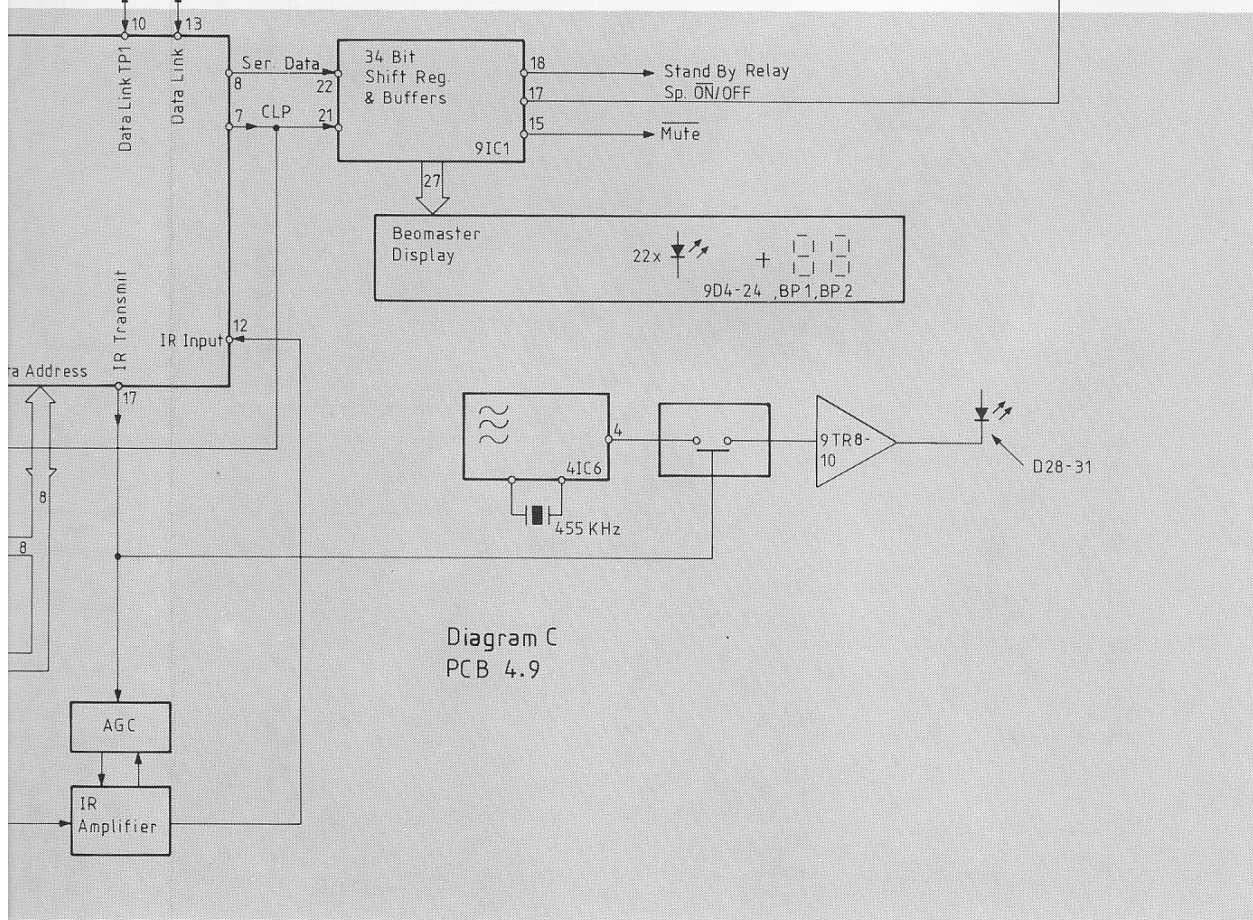 10
13
Data Link TP1
Data Link
Ser. Data
8
22
7
CLP
21
34 Bit
Shift Reg.
& Buffers
9IC1
18
Stand By Relay
17
Sp. O̅N̅/OFF
15
M̅u̅t̅e̅
27
Beomaster
Display
22x
+
9D4-24 ,BP1,BP2
IR Transmit
12
IR Input
ra Address
17
8
8
4IC6
4
455 KHz
9TR8-
10
D28-31
Diagram C
PCB 4.9
AGC
IR
Amplifier